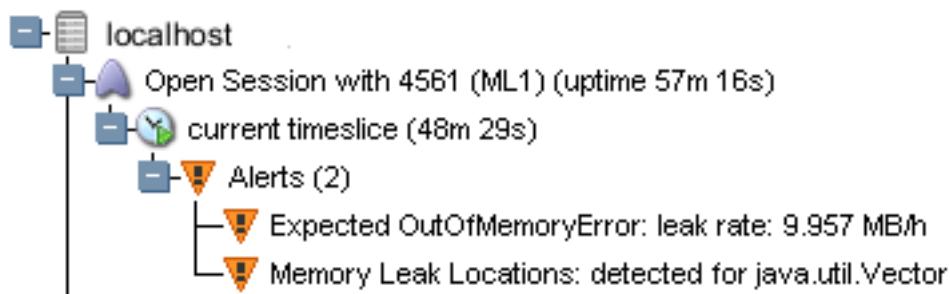 localhost
Open Session with 4561 (ML1) (uptime 57m 16s)
current timeslice (48m 29s)
Alerts (2)
Expected OutOfMemoryError: leak rate: 9.957 MB/h
Memory Leak Locations: detected for java.util.Vector